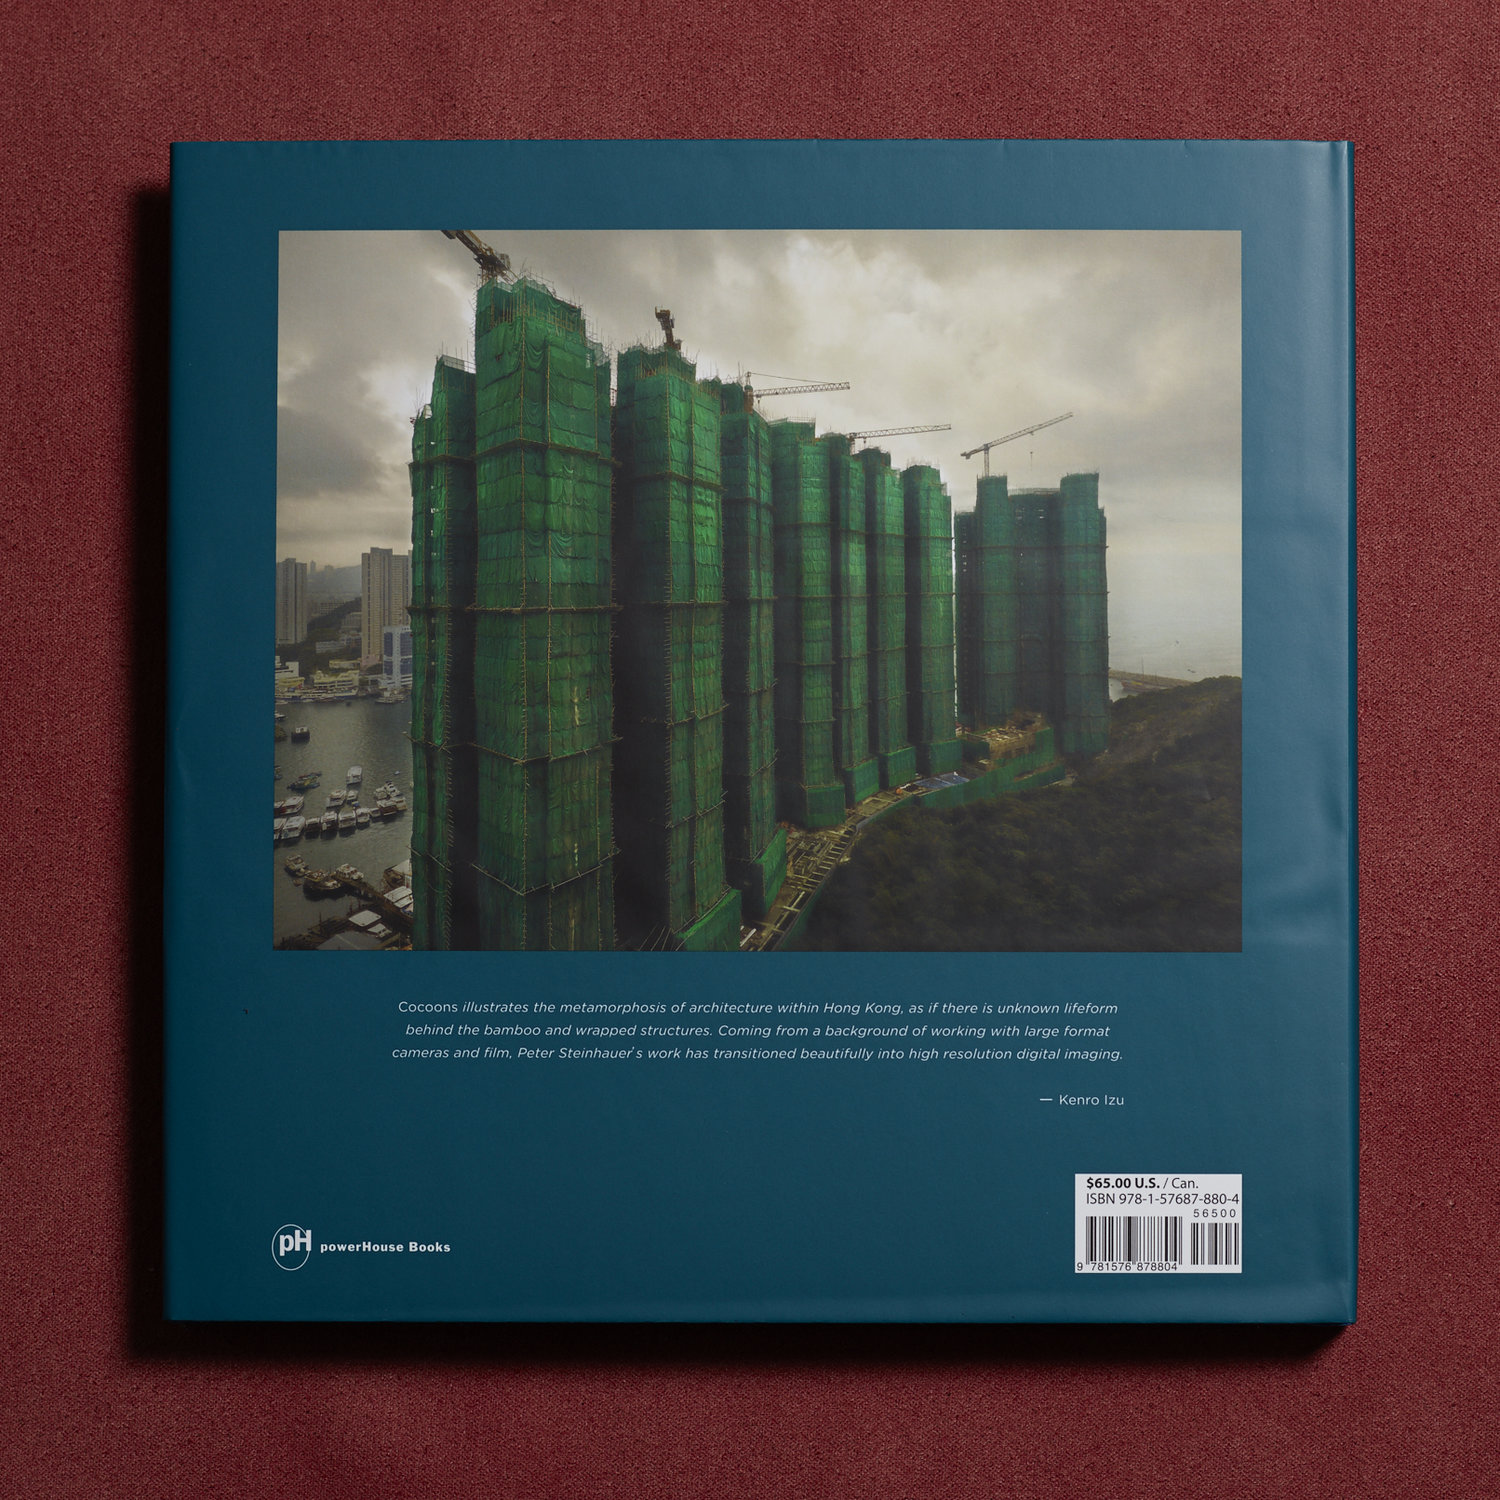 Cocoons illustrates the metamorphosis of architecture within Hong Kong, as if there is unknown lifeform
behind the bamboo and wrapped structures. Coming from a background of working with large format
cameras and film, Peter Steinhauer's work has transitioned beautifully into high resolution digital imaging.
— Kenro Izu
$65.00 U.S. / Can.
ISBN 978-1-57687-880-4
56500
9 781576 878804
pH powerHouse Books